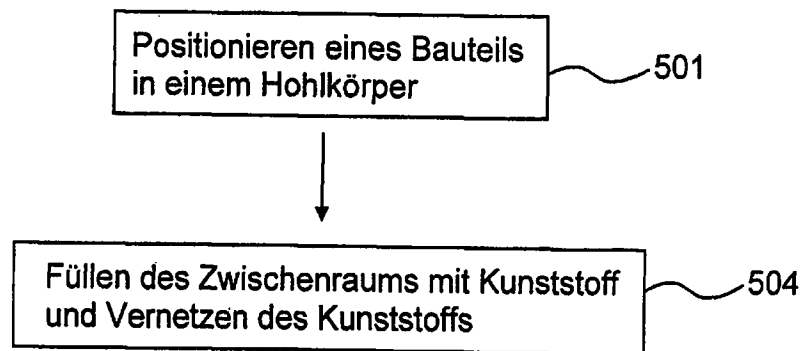 Positionieren eines Bauteils
in einem Hohlkörper
501
Füllen des Zwischenraums mit Kunststoff
und Vernetzen des Kunststoffs
504